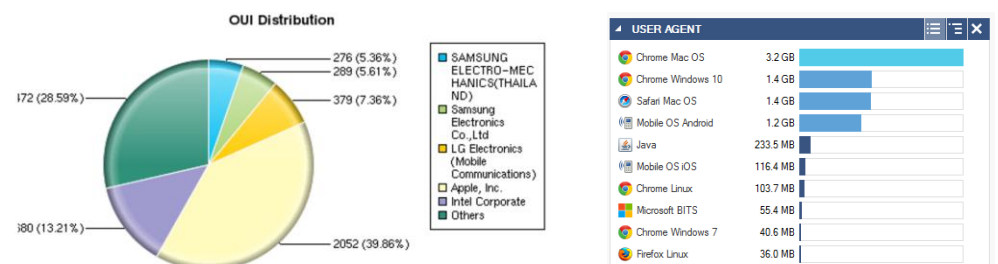 OUI Distribution
276 (5.36%)
289 (5.61%)
379 (7.36%)
472 (28.59%)
680 (13.21%)
2052 (39.86%)
SAMSUNG
ELECTRO-MEC
HANICS(THAILA
ND)
Samsung
Electronics
Co.,Ltd
LG Electronics
(Mobile
Communications)
Apple, Inc.
Intel Corporate
Others
USER AGENT
Chrome Mac OS 3.2 GB
Chrome Windows 10 1.4 GB
Safari Mac OS 1.4 GB
Mobile OS Android 1.2 GB
Java 233.5 MB
Mobile OS iOS 116.4 MB
Chrome Linux 103.7 MB
Microsoft BITS 55.4 MB
Chrome Windows 7 40.6 MB
Firefox Linux 36.0 MB